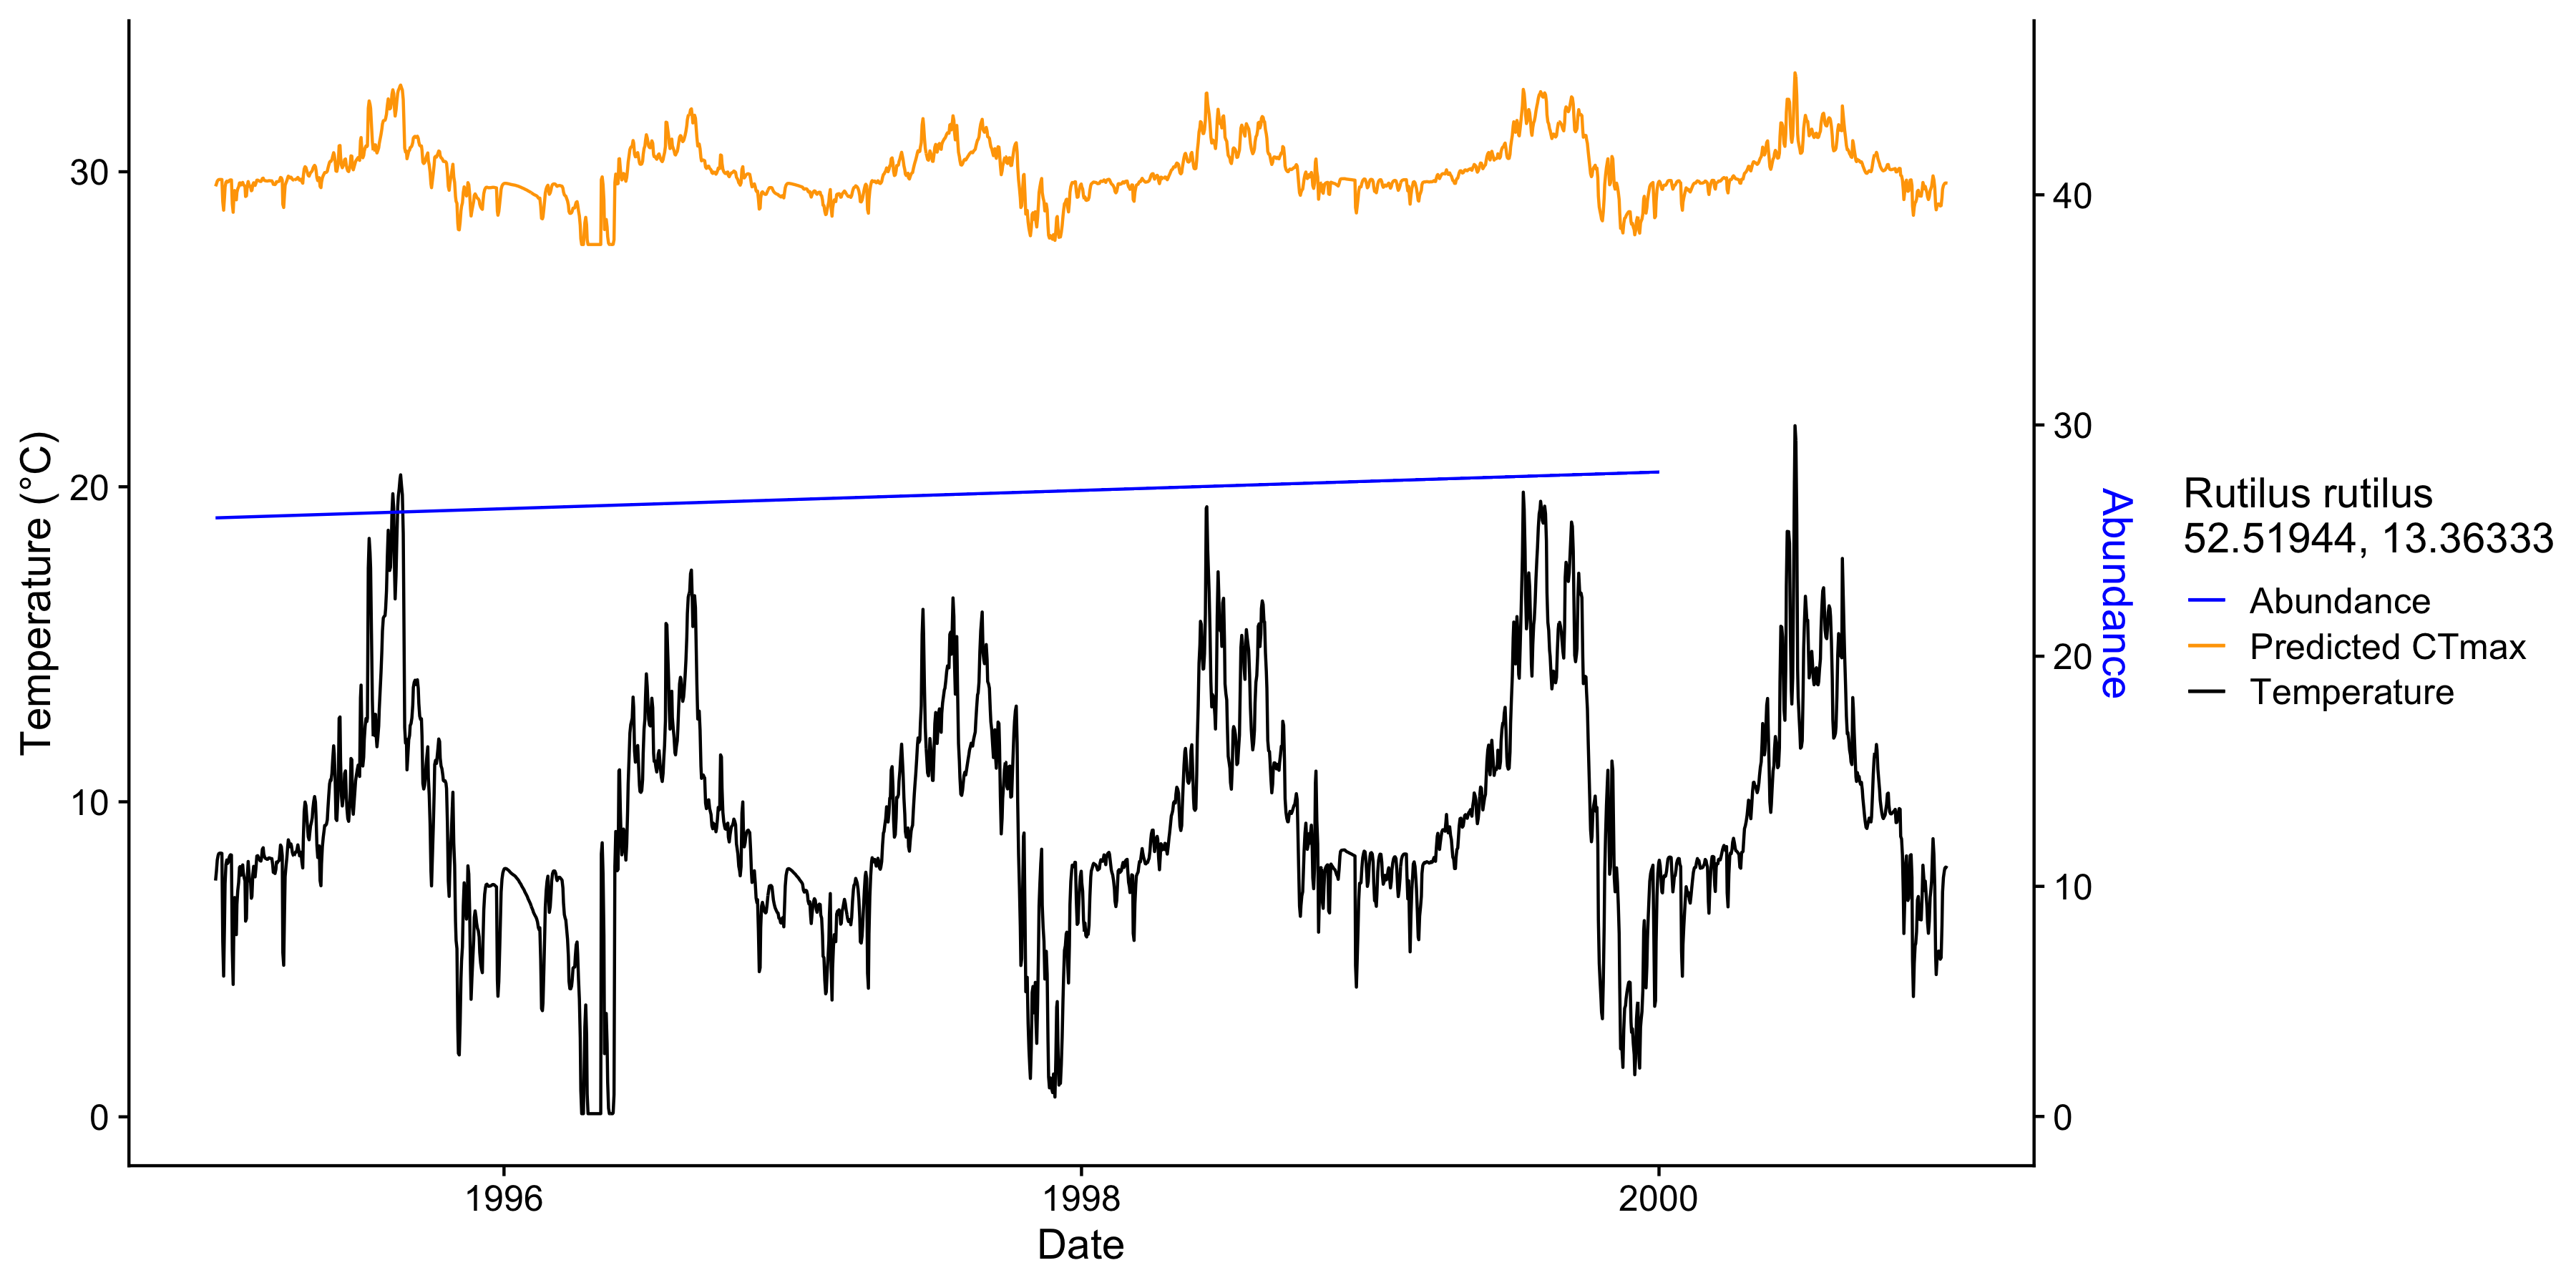 Temperature (°C)
30
20
10
0
1996
1998
2000
Date
40
30
20
10
0
Abundance
Rutilus rutilus
52.51944, 13.36333
Abundance
Predicted CTmax
Temperature